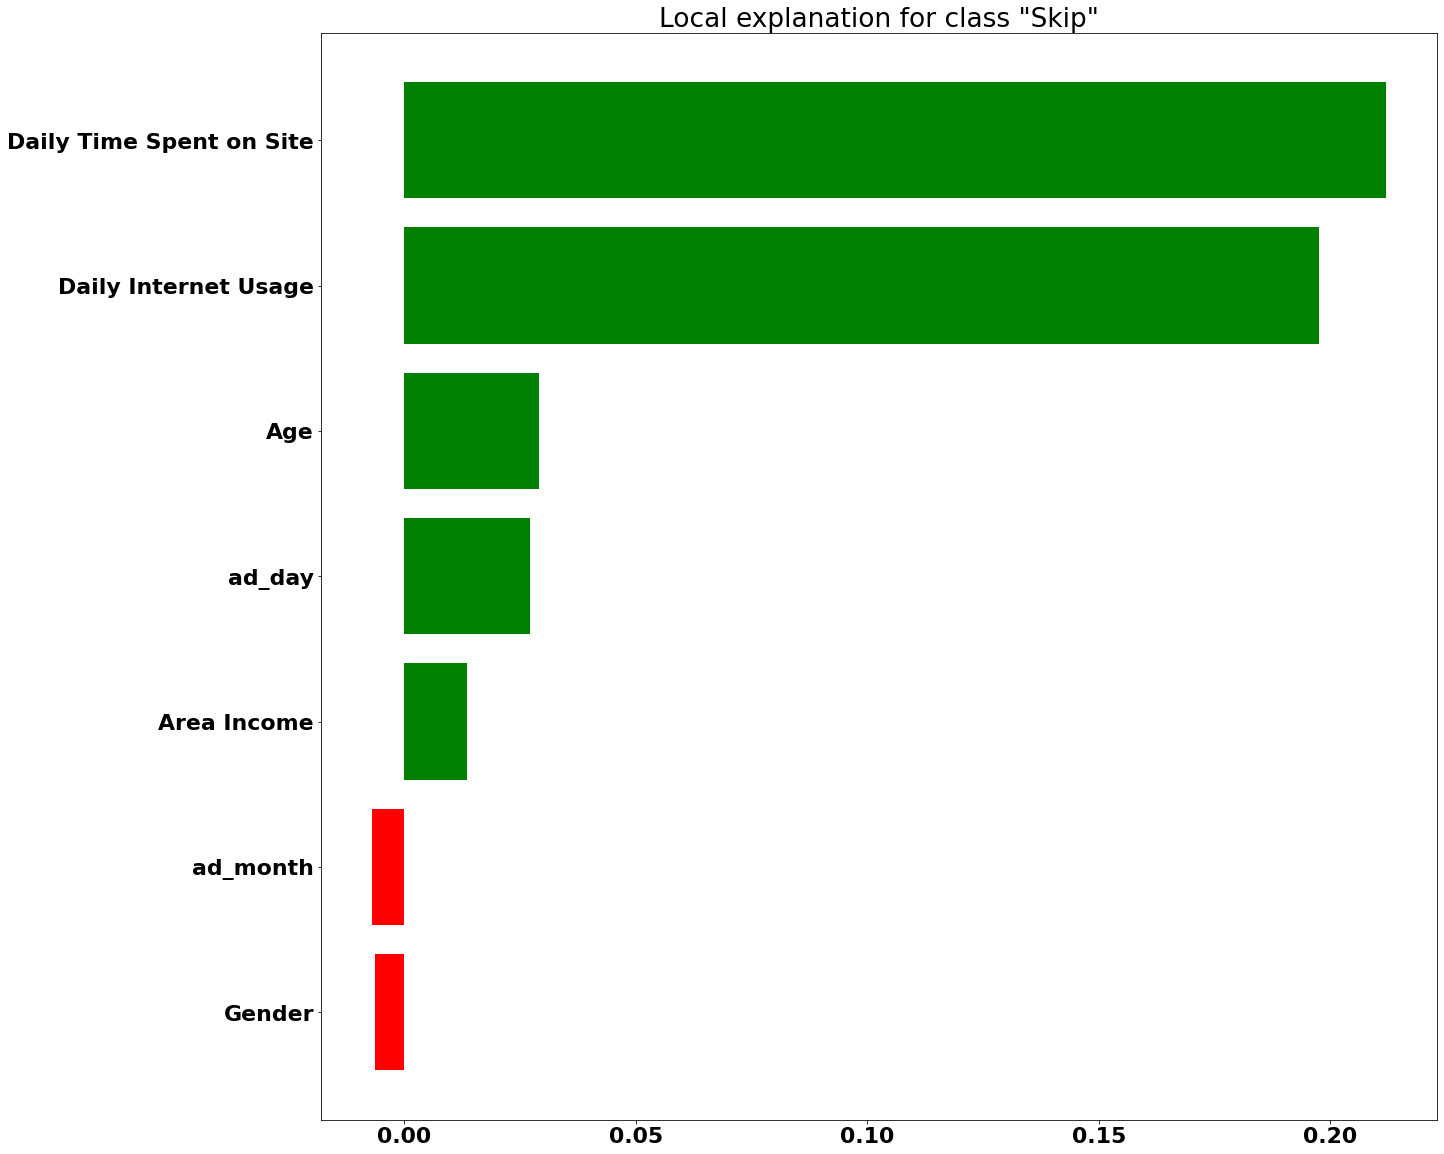 Local explanation for class "Skip"
Daily Time Spent on Site
Daily Internet Usage
Age
ad_day
Area Income
ad_month
Gender
0.00 0.05 0.10 0.15 0.20